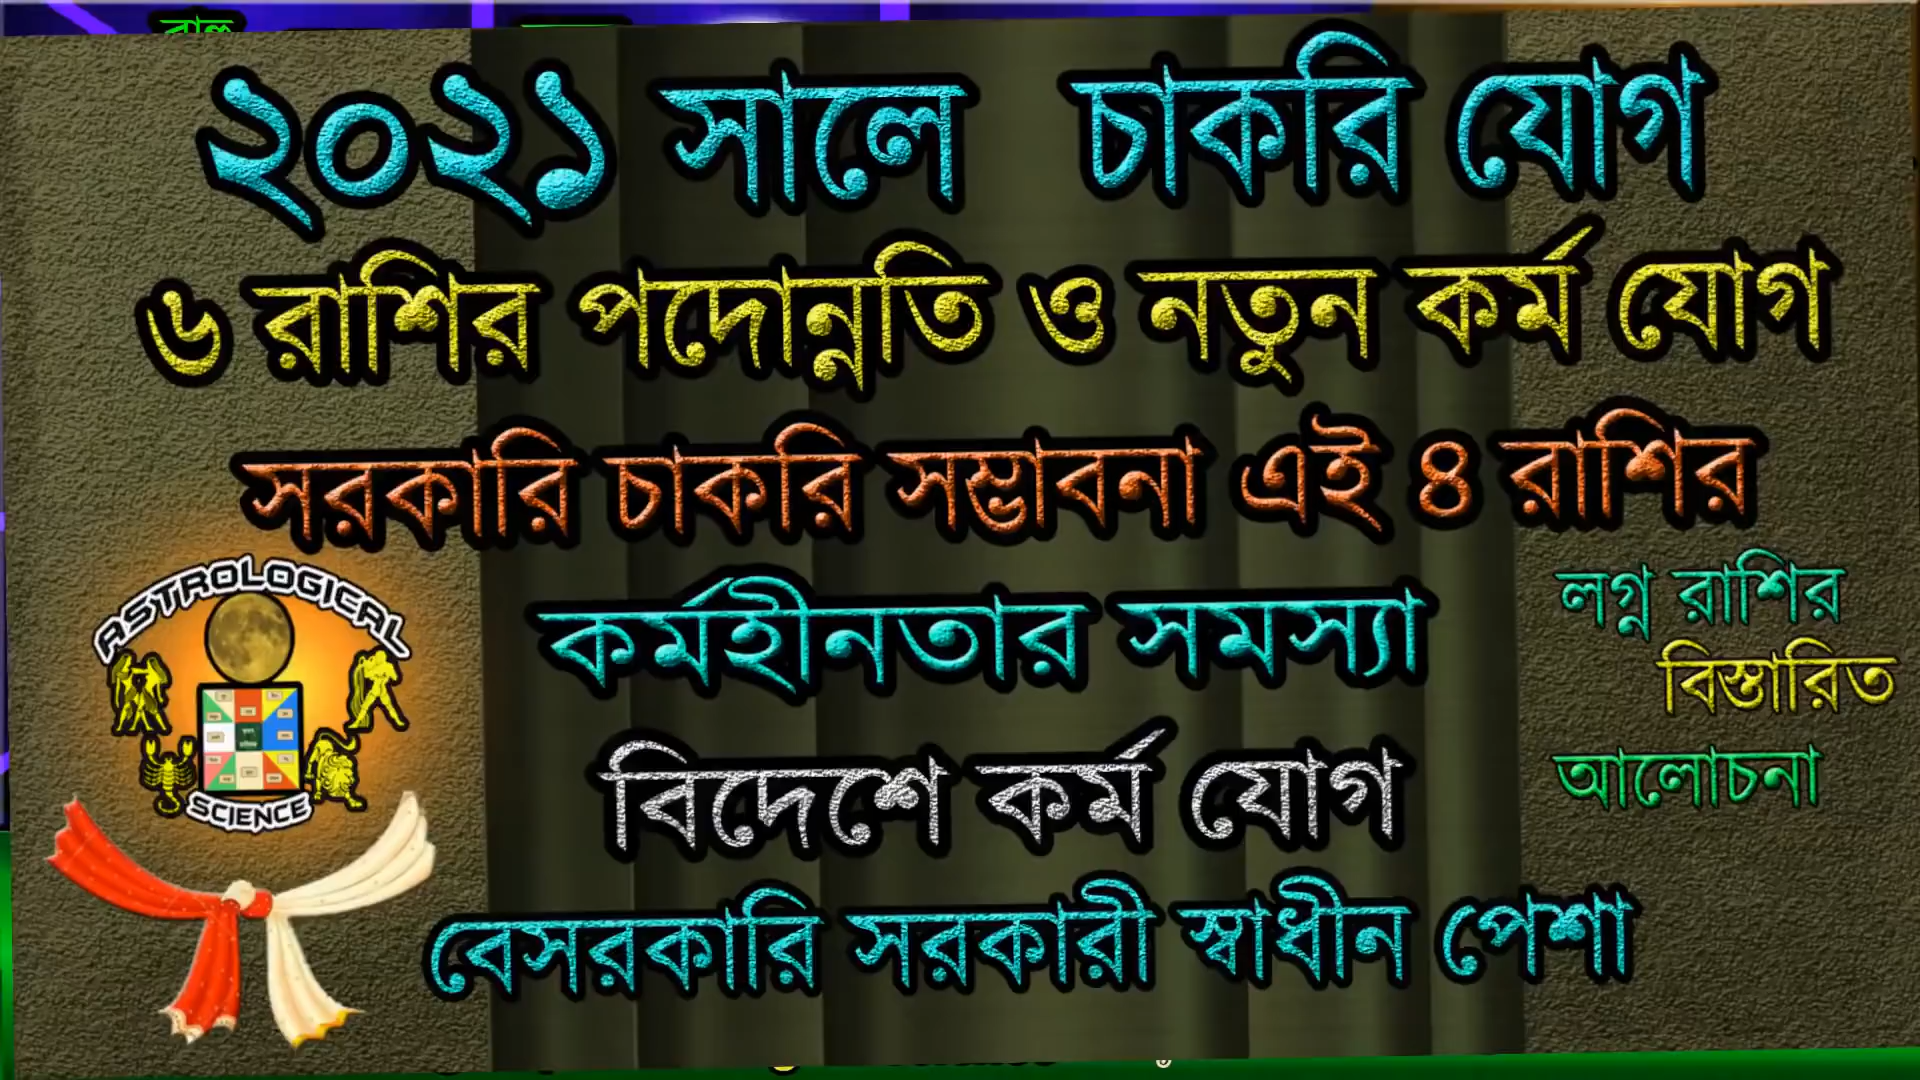 ২০২১ সালে চাকরি যোগ
৬ রাশির পদোন্নতি ও নতুন কর্ম যোগ
সরকারি চাকরি সম্ভাবনা এই ৪ রাশির
কর্মহীনতার সমস্যা
বিদেশে কর্ম যোগ
বেসরকারি সরকারী স্বাধীন পেশা
লগ্ন রাশির
বিস্তারিত
আলোচনা
ASTROLOGICAL
SCIENCE